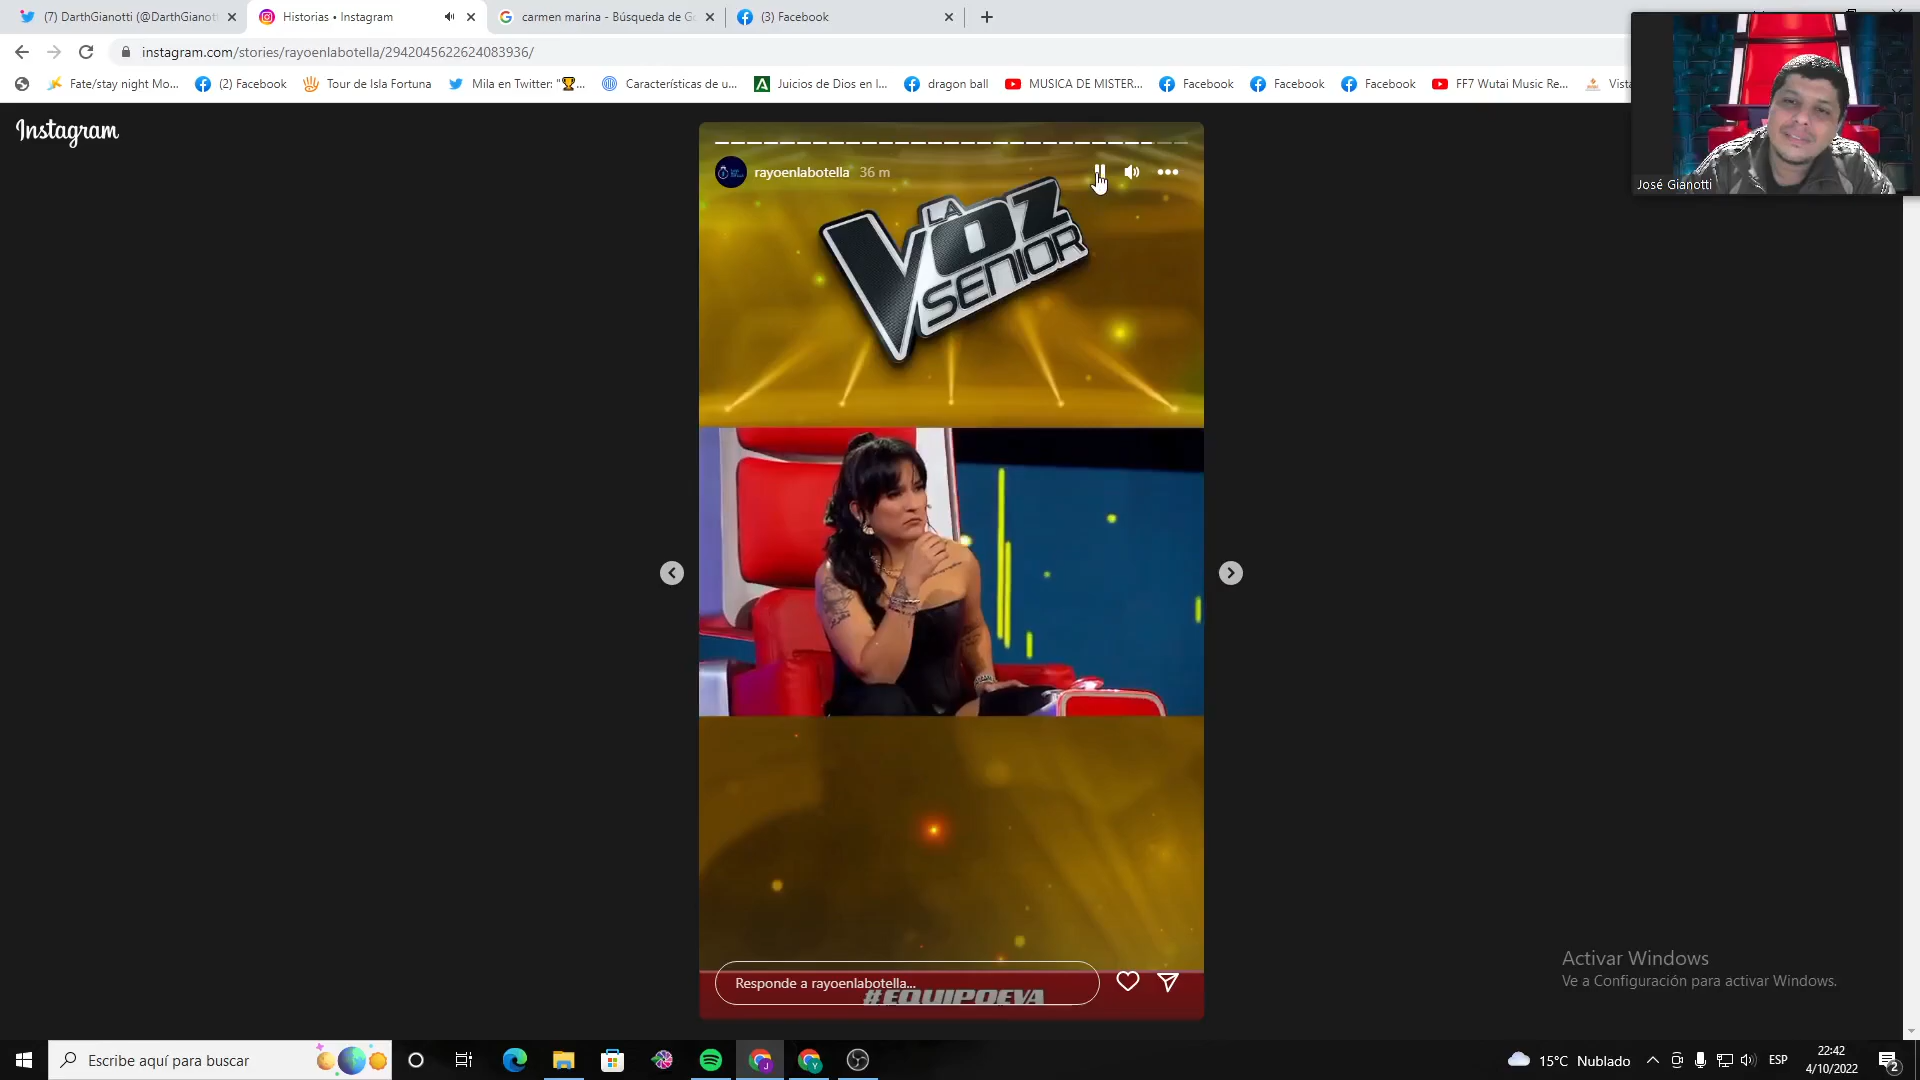 (7) DarthGianotti (@DarthGianott
Historias • Instagram
carmen marina - Búsqueda de Go
(3) Facebook
instagram.com/stories/rayoenlabotella/2942045622624083936/
Fate/stay night Mo...
(2) Facebook
Tour de Isla Fortuna
Mila en Twitter: "🏆...
Características de u...
Juicios de Dios en l...
dragon ball
MUSICA DE MISTER...
Facebook
Facebook
Facebook
FF7 Wutai Music Re...
Vista
Instagram
José Gianotti
rayoenlabotella 36 m
LA
VOZ
SENIOR
Responde a rayoenlabotella...
#EQUIPOEVA
Activar Windows
Ve a Configuración para activar Windows.
Escribe aquí para buscar
15°C Nublado
ESP
22:42
4/10/2022
2